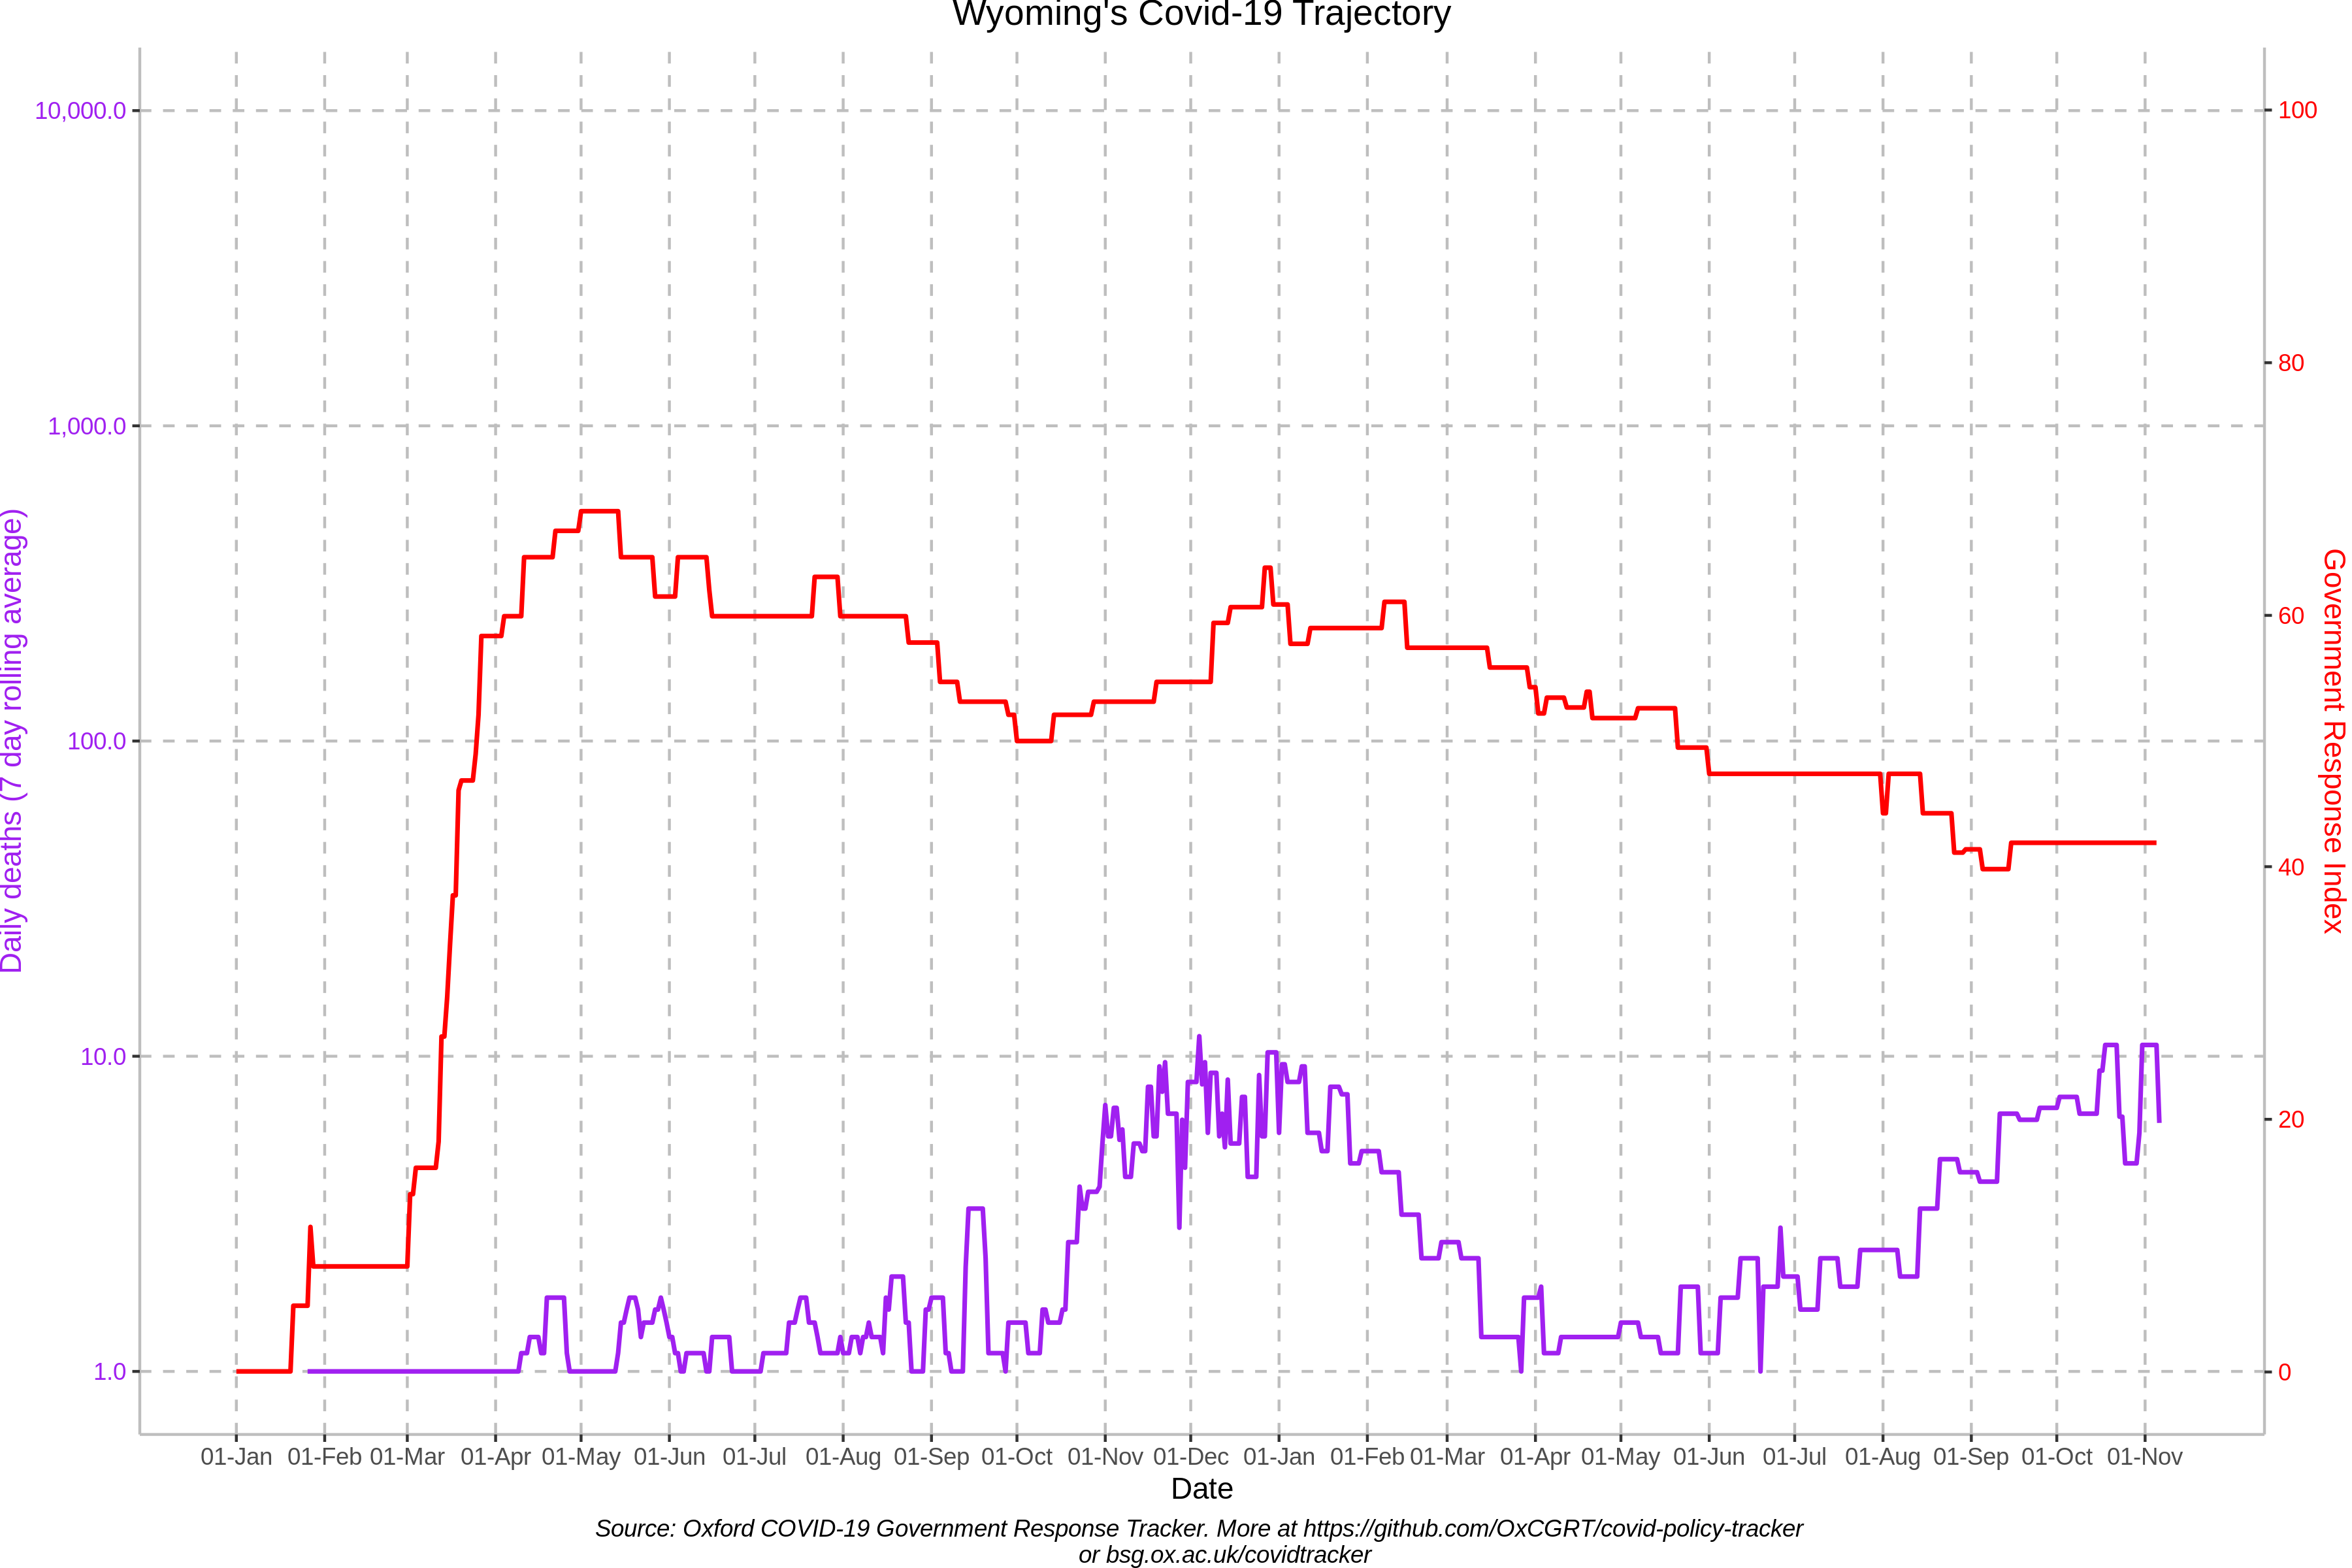 Wyoming's Covid-19 Trajectory
10,000.0
1,000.0
100.0
10.0
1.0
Daily deaths (7 day rolling average)
100
80
60
40
20
0
Government Response Index
01-Jan 01-Feb 01-Mar 01-Apr 01-May 01-Jun 01-Jul 01-Aug 01-Sep 01-Oct 01-Nov 01-Dec 01-Jan 01-Feb 01-Mar 01-Apr 01-May 01-Jun 01-Jul 01-Aug 01-Sep 01-Oct 01-Nov
Date
Source: Oxford COVID-19 Government Response Tracker. More at https://github.com/OxCGRT/covid-policy-tracker
or bsg.ox.ac.uk/covidtracker